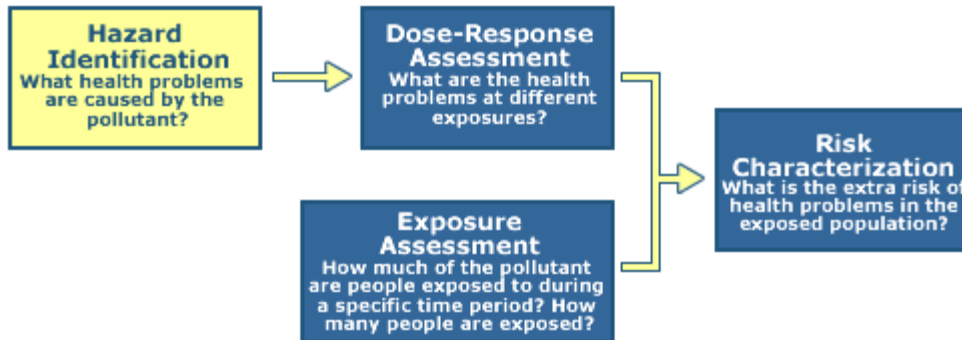 Hazard
Identification
What health problems
are caused by the
pollutant?
Dose-Response
Assessment
What are the health
problems at different
exposures?
Exposure
Assessment
How much of the pollutant
are people exposed to during
a specific time period? How
many people are exposed?
Risk
Characterization
What is the extra risk of
health problems in the
exposed population?